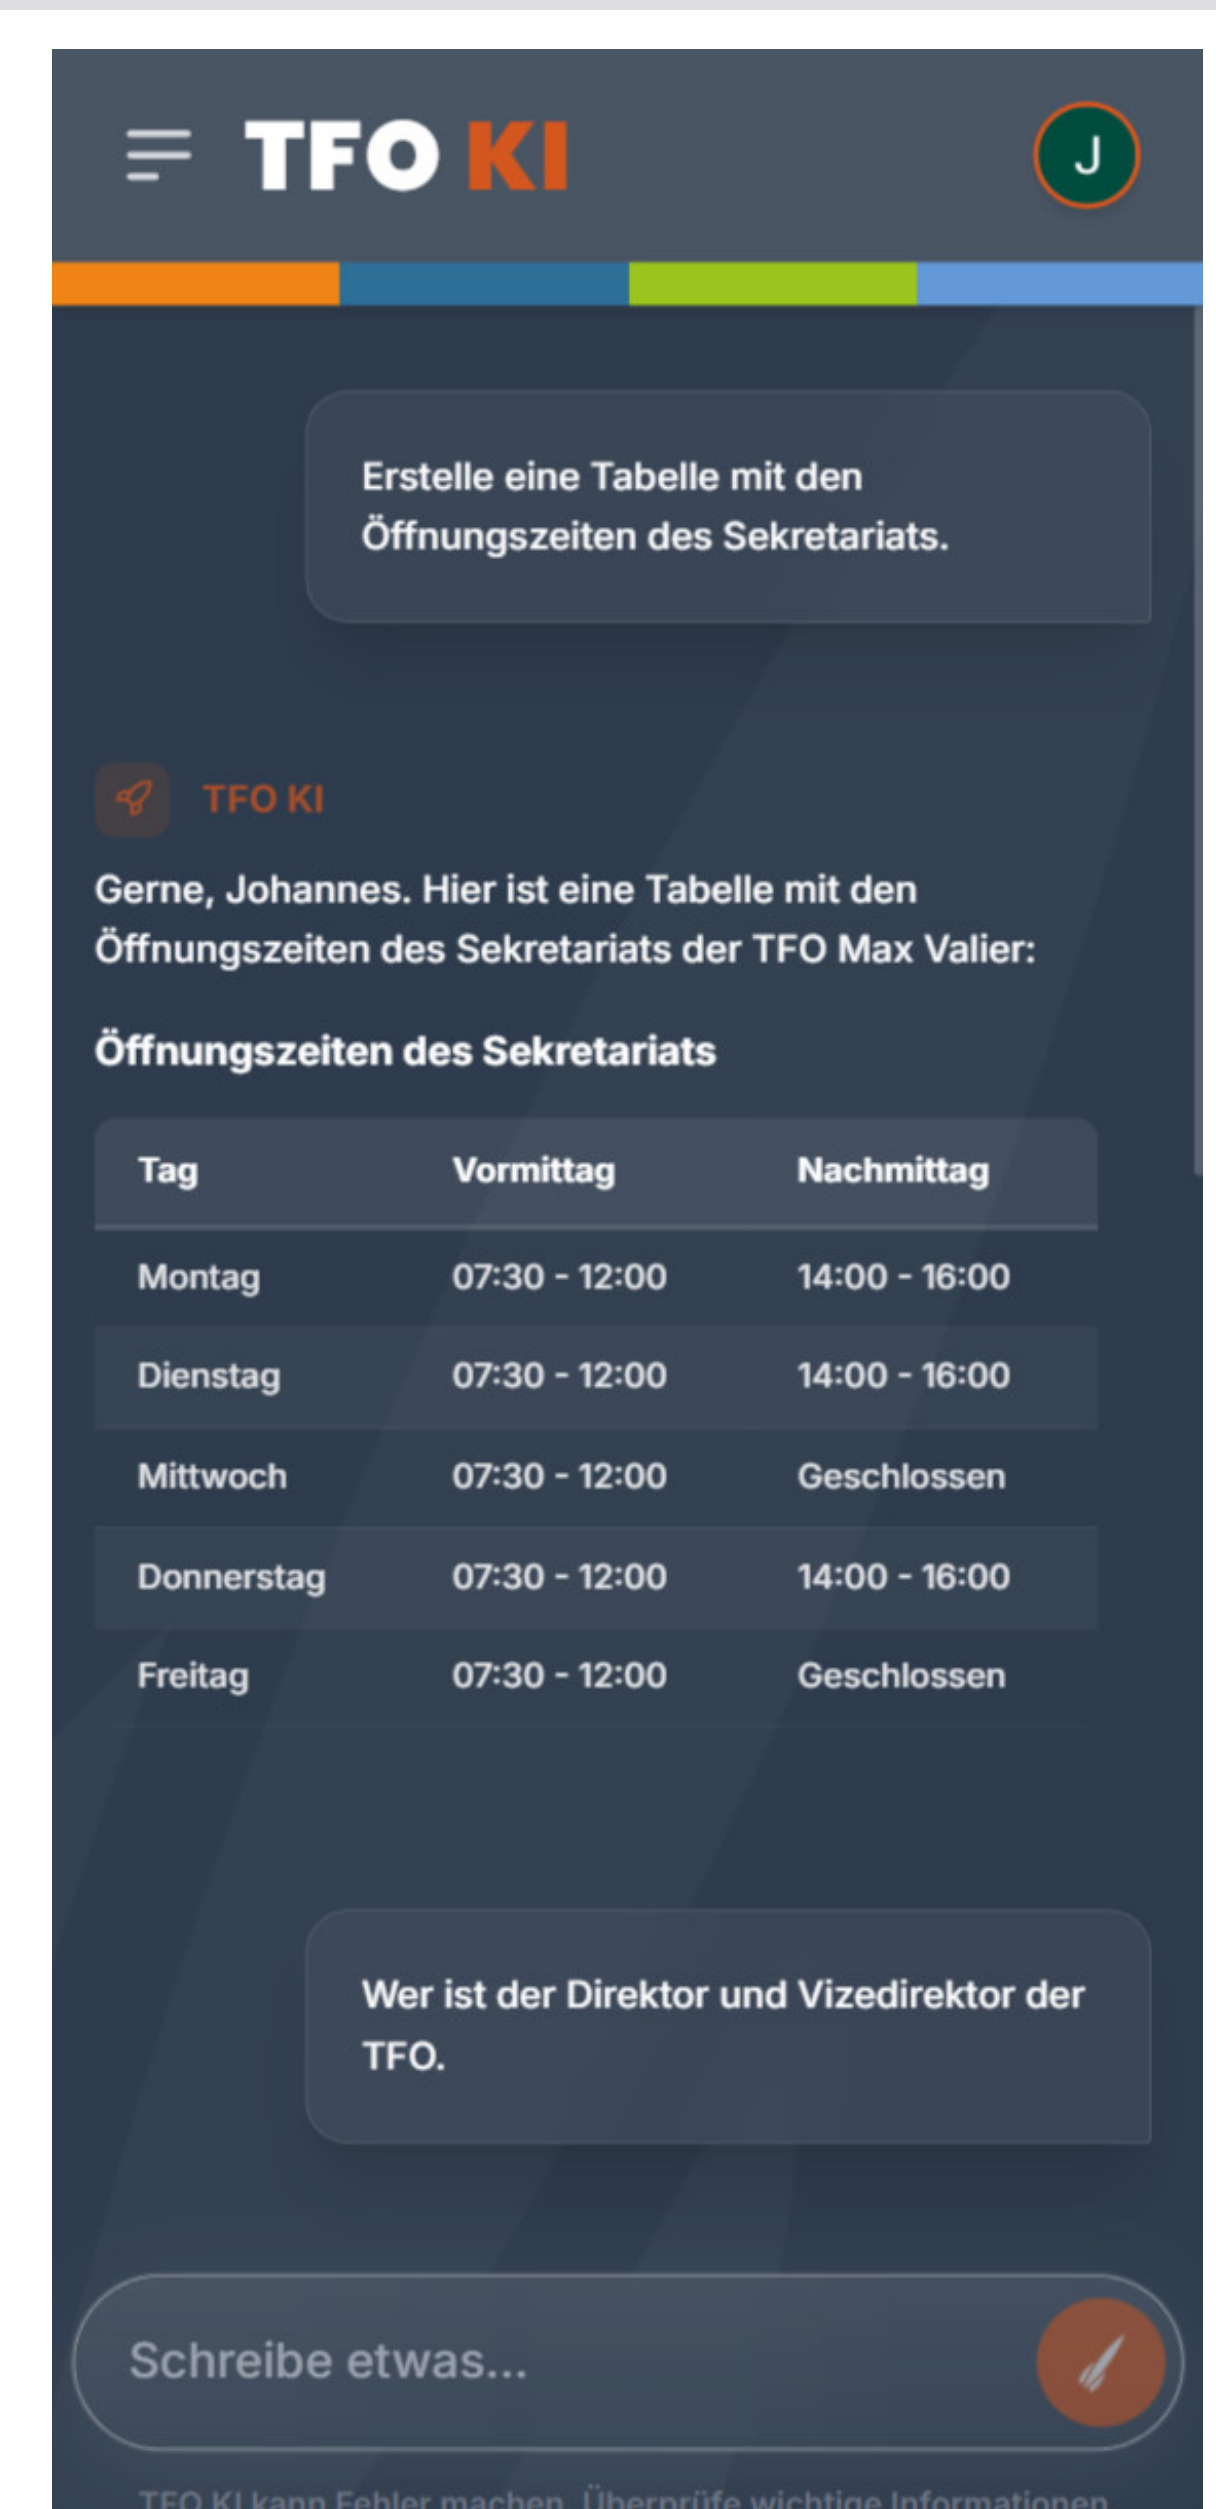 TFO KI
J
Erstelle eine Tabelle mit den
Öffnungszeiten des Sekretariats.
TFO KI
Gerne, Johannes. Hier ist eine Tabelle mit den
Öffnungszeiten des Sekretariats der TFO Max Valier:
Öffnungszeiten des Sekretariats
Tag Vormittag Nachmittag
Montag 07:30 - 12:00 14:00 - 16:00
Dienstag 07:30 - 12:00 14:00 - 16:00
Mittwoch 07:30 - 12:00 Geschlossen
Donnerstag 07:30 - 12:00 14:00 - 16:00
Freitag 07:30 - 12:00 Geschlossen
Wer ist der Direktor und Vizedirektor der
TFO.
Schreibe etwas...
TFO KI kann Fehler machen. Überprüfe wichtige Informationen